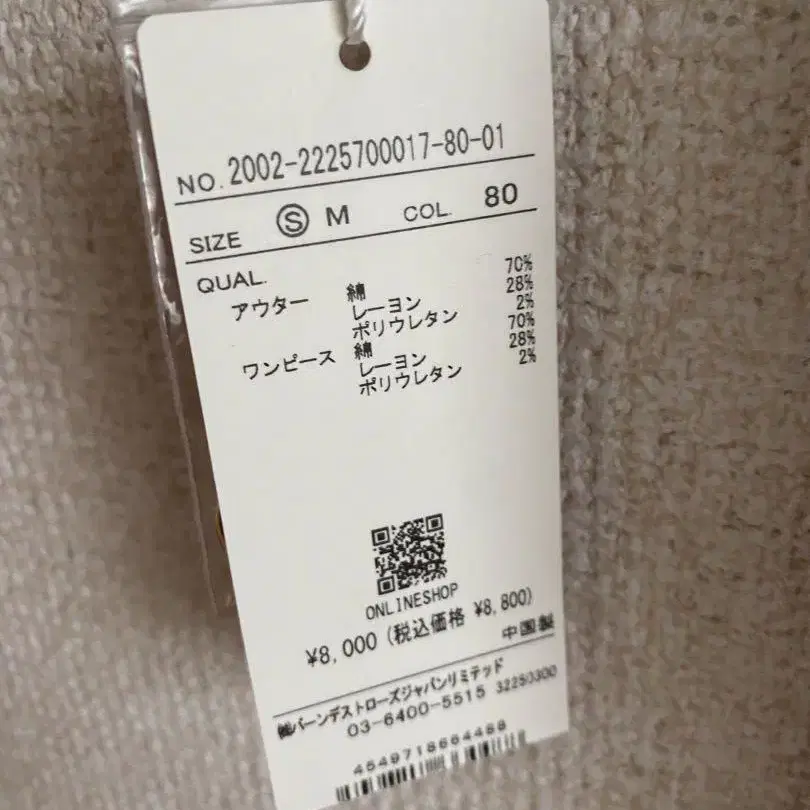 NO. 2002-2225700017-80-01
SIZE Ⓢ M COL. 80
QUAL.
アウター 綿 70%
レーヨン 28%
ポリウレタン 2%
ワンピース 綿 70%
レーヨン 28%
ポリウレタン 2%
ONLINESHOP
¥8,000 (税込価格 ¥8,800)
中国製
㈱バーンデストローズジャパンリミテッド
03-6400-5515 32250300
4549718664488